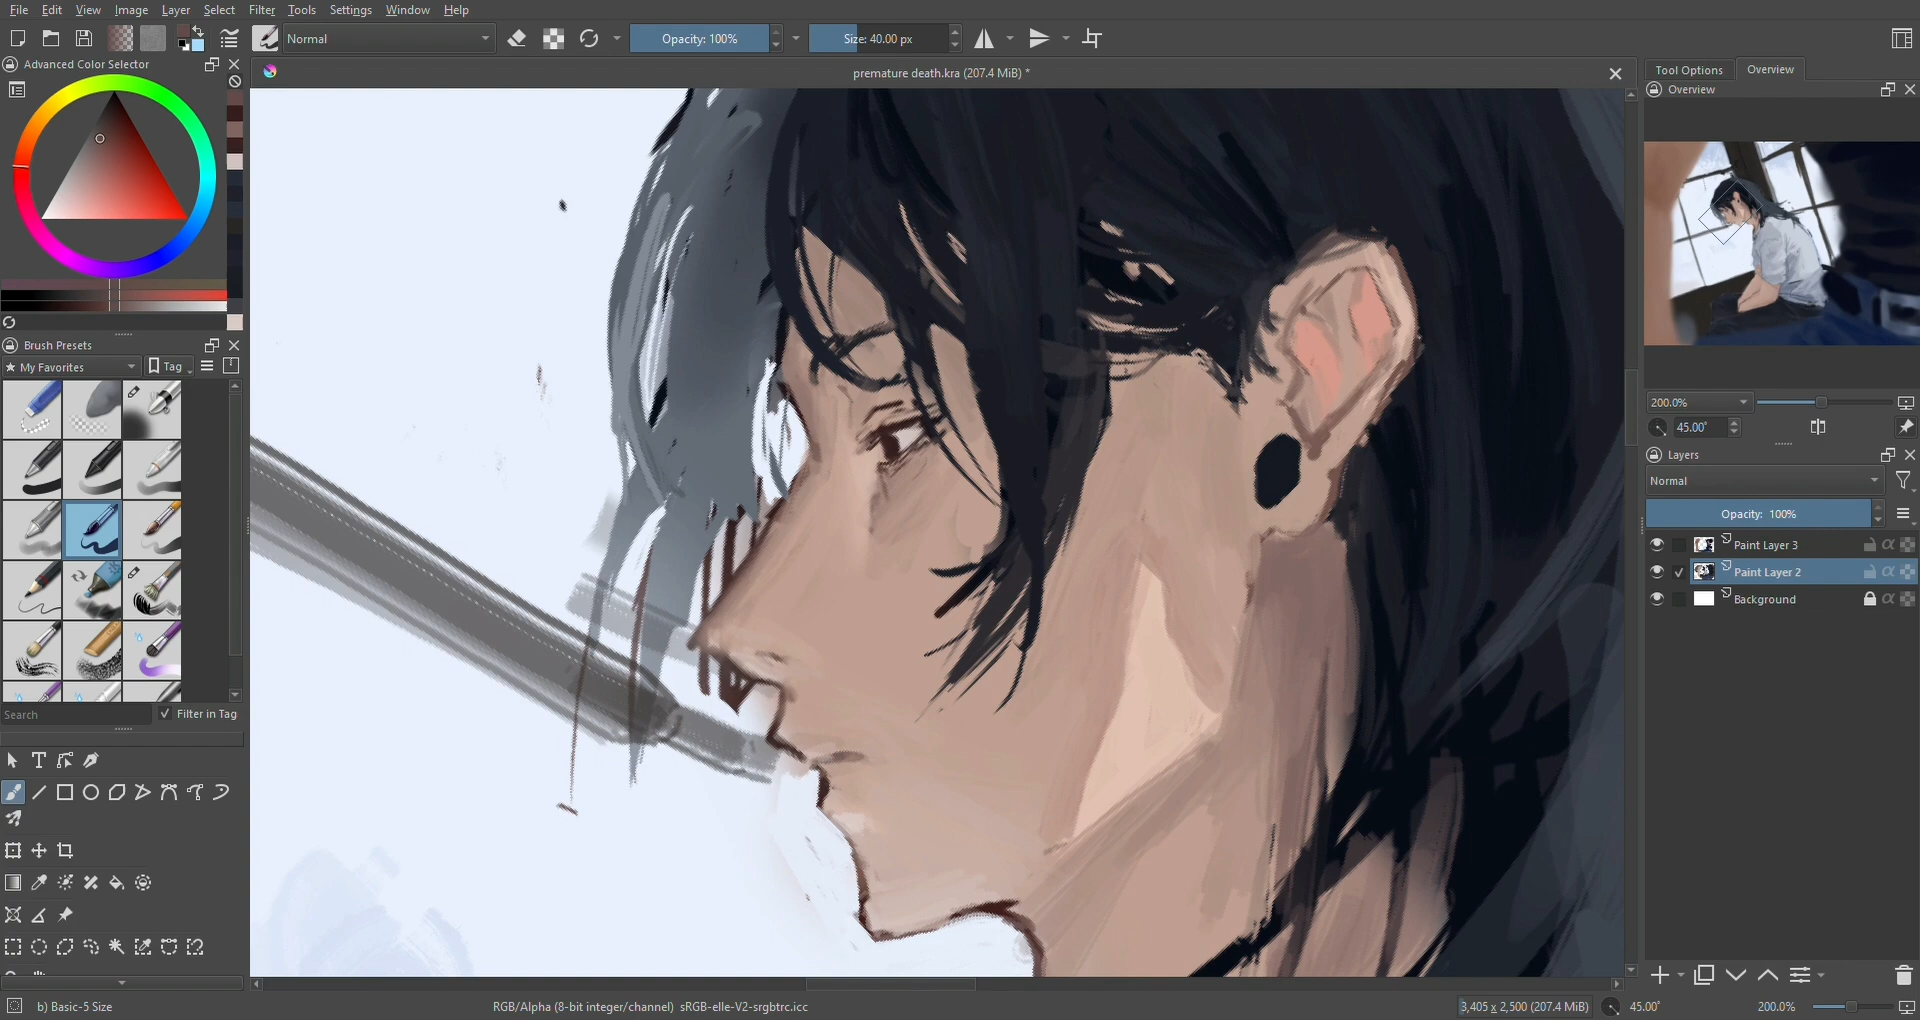 File Edit View Image Layer Select Filter Tools Settings Window Help
Normal Opacity: 100% Size: 40.00 px
Advanced Color Selector
premature death.kra (207.4 MiB) *
Tool Options Overview
Overview
Brush Presets
My Favorites Tag
200.0%
45.00°
Layers
Normal
Opacity: 100%
Paint Layer 3
Paint Layer 2
Background
Search Filter in Tag
b) Basic-5 Size
RGB/Alpha (8-bit integer/channel) sRGB-elle-V2-srgbtrc.icc
3,405 x 2,500 (207.4 MiB)
45.00°
200.0%